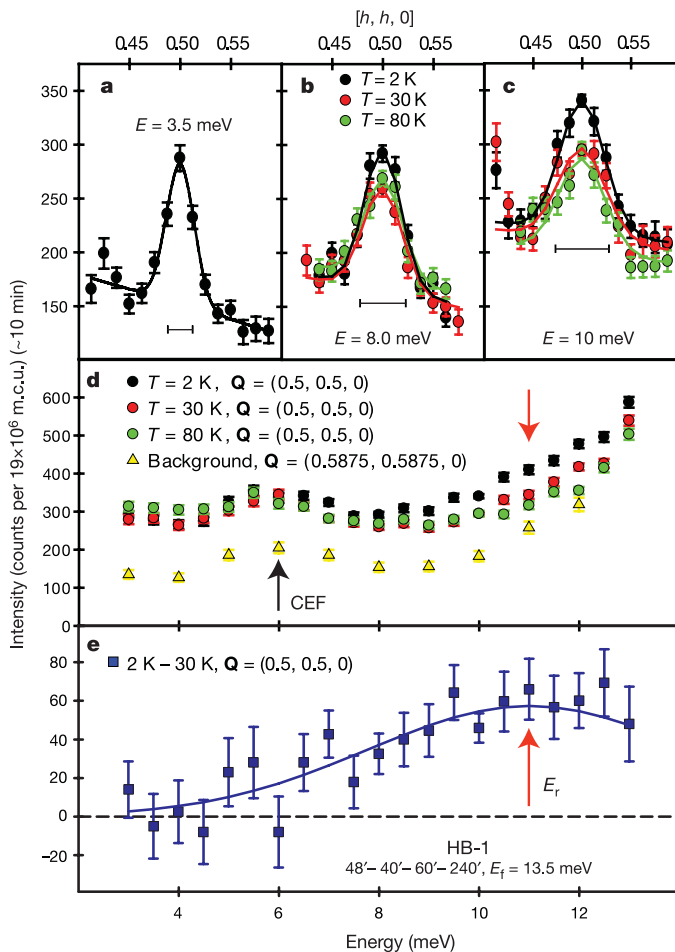 [h, h, 0]
0.45 0.50 0.55 0.45 0.50 0.55 0.45 0.50 0.55
a
E = 3.5 meV
b
T = 2 K
T = 30 K
T = 80 K
E = 8.0 meV
c
E = 10 meV
350
300
250
200
150
Intensity (counts per 19×10⁶ m.c.u.) (~10 min)
d
T = 2 K, Q = (0.5, 0.5, 0)
T = 30 K, Q = (0.5, 0.5, 0)
T = 80 K, Q = (0.5, 0.5, 0)
Background, Q = (0.5875, 0.5875, 0)
CEF
600
500
400
300
200
100
0
e
2 K – 30 K, Q = (0.5, 0.5, 0)
Eᵣ
HB-1
48′– 40′– 60′– 240′, E_f = 13.5 meV
80
60
40
20
0
−20
4 6 8 10 12
Energy (meV)